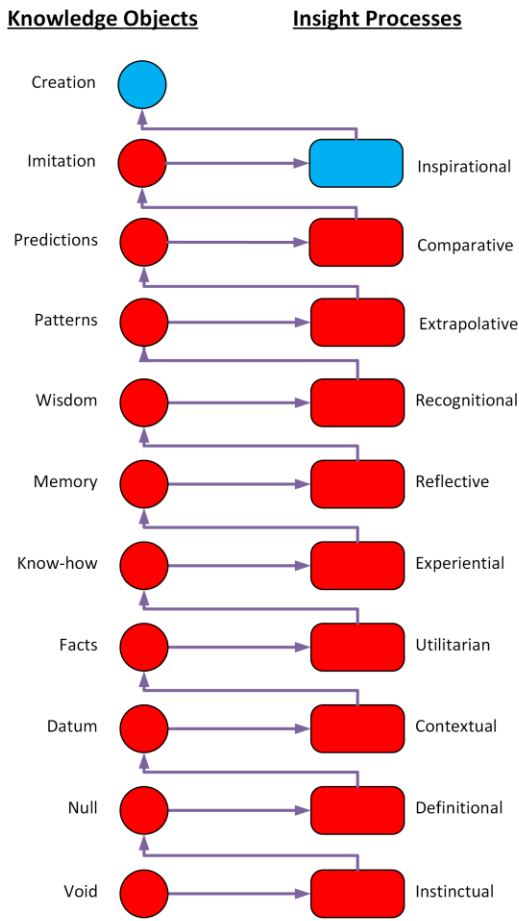 Knowledge Objects Insight Processes
Creation
Imitation Inspirational
Predictions Comparative
Patterns Extrapolative
Wisdom Recognitional
Memory Reflective
Know-how Experiential
Facts Utilitarian
Datum Contextual
Null Definitional
Void Instinctual